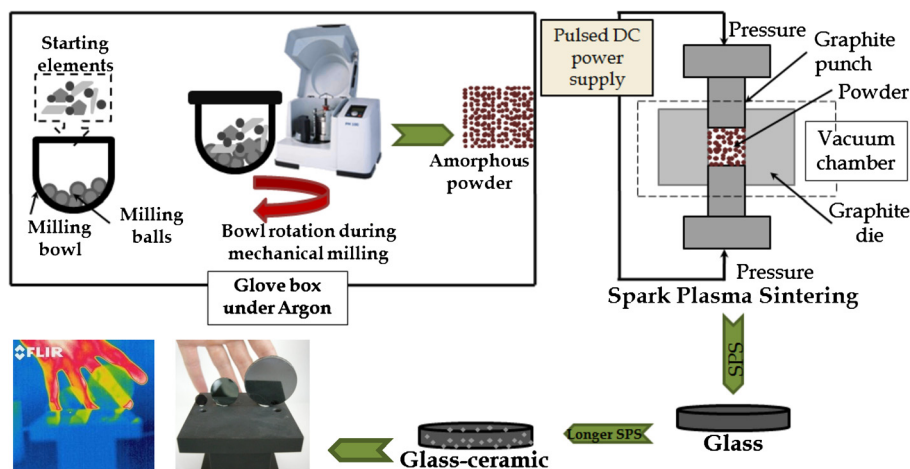 Starting
elements
Milling
bowl
Milling
balls
Bowl rotation during
mechanical milling
Amorphous
powder
Glove box
under Argon
Pulsed DC
power
supply
Pressure
Graphite
punch
Powder
Vacuum
chamber
Graphite
die
Pressure
Spark Plasma Sintering
SPS
Glass
Longer SPS
Glass-ceramic
FLIR